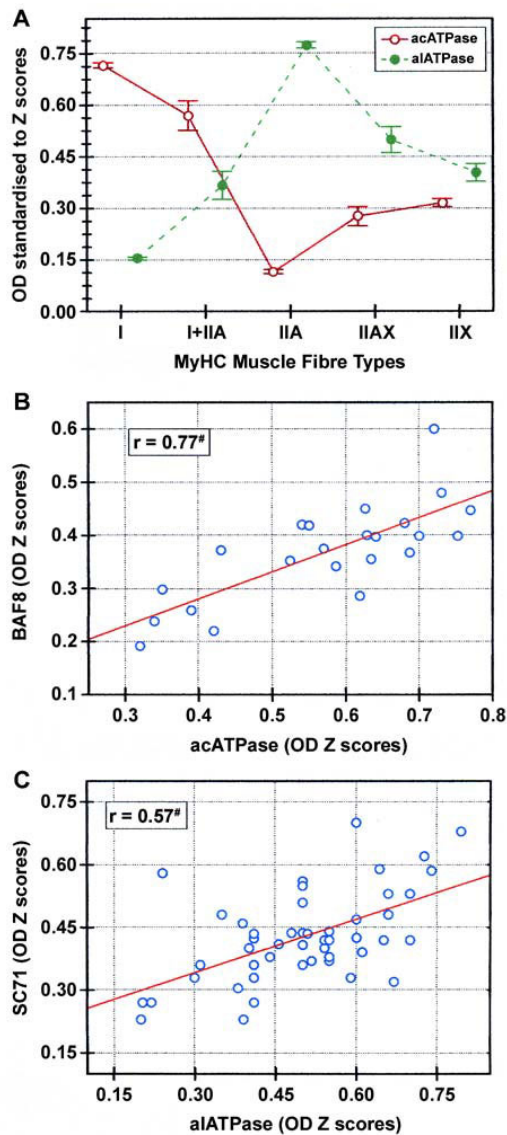 A
acATPase
alATPase
OD standardised to Z scores
0.75
0.60
0.45
0.30
0.15
0.00
I I+IIA IIA IIAX IIX
MyHC Muscle Fibre Types
B
r = 0.77#
BAF8 (OD Z scores)
0.6
0.5
0.4
0.3
0.2
0.1
0.3 0.4 0.5 0.6 0.7 0.8
acATPase (OD Z scores)
C
r = 0.57#
SC71 (OD Z scores)
0.75
0.60
0.45
0.30
0.15
0.15 0.30 0.45 0.60 0.75
alATPase (OD Z scores)